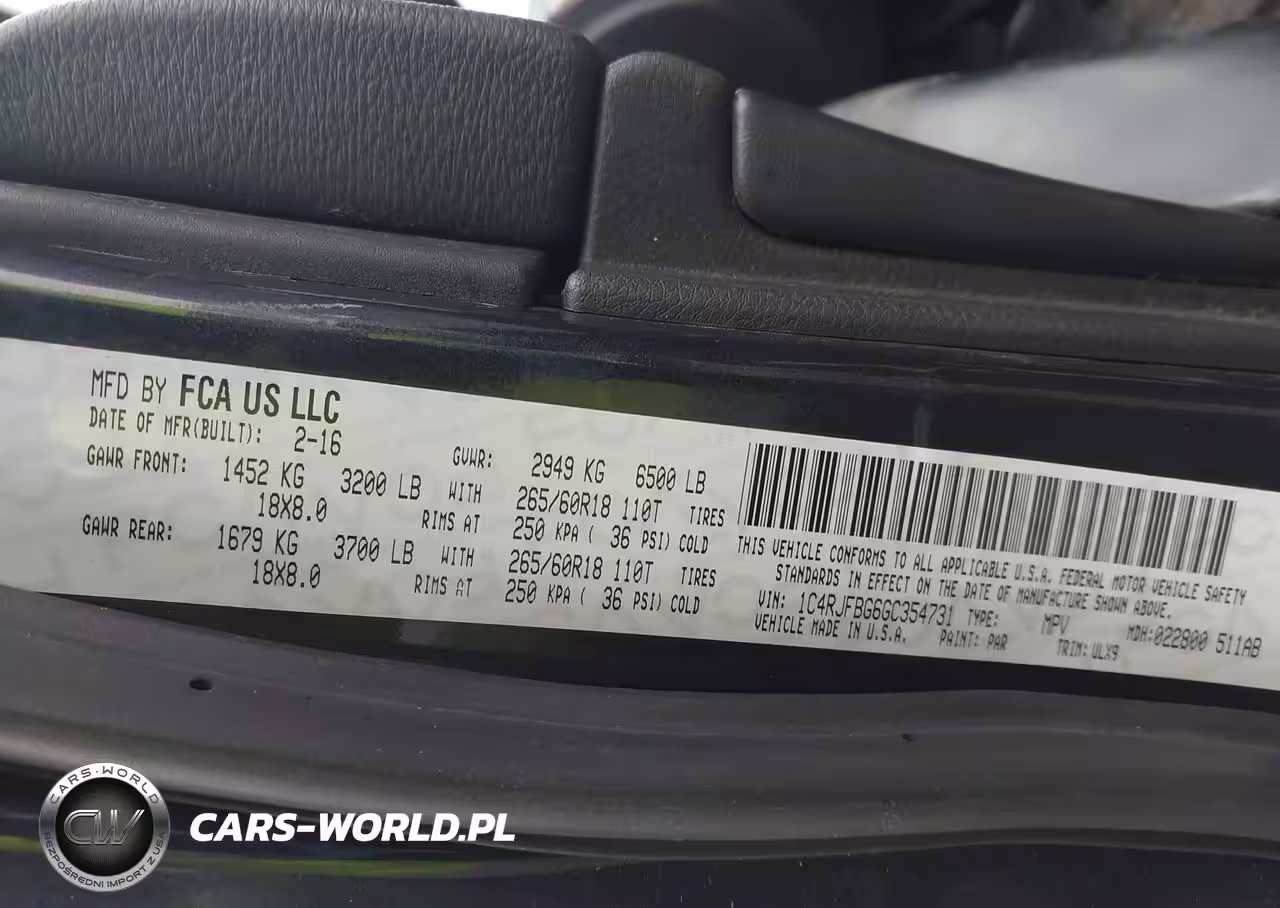 MFD BY FCA US LLC
DATE OF MFR(BUILT): 2-16
GVWR: 2949 KG 6500 LB
GAWR FRONT: 1452 KG 3200 LB WITH 265/60R18 110T TIRES
18X8.0 RIMS AT 250 KPA ( 36 PSI) COLD
GAWR REAR: 1679 KG 3700 LB WITH 265/60R18 110T TIRES
18X8.0 RIMS AT 250 KPA ( 36 PSI) COLD
THIS VEHICLE CONFORMS TO ALL APPLICABLE U.S.A. FEDERAL MOTOR VEHICLE SAFETY
STANDARDS IN EFFECT ON THE DATE OF MANUFACTURE SHOWN ABOVE.
VIN: 1C4RJFBG6GC354731 TYPE: MPV MDH:022800 511AB
VEHICLE MADE IN U.S.A. PAINT: PAR TRIM: ULX9
CARS-WORLD
CW
BEZPOŚREDNI IMPORT Z USA
CARS-WORLD.PL